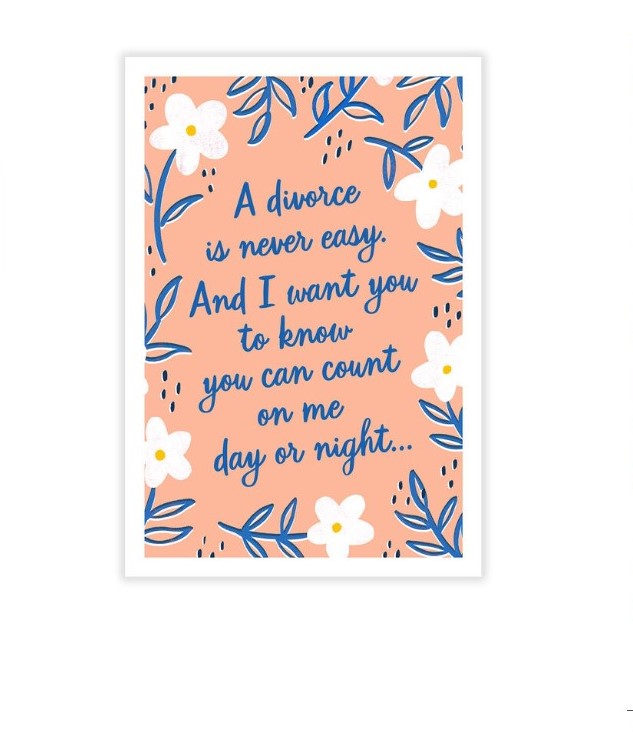 A divorce
is never easy.
And I want you
to know
you can count
on me
day or night...